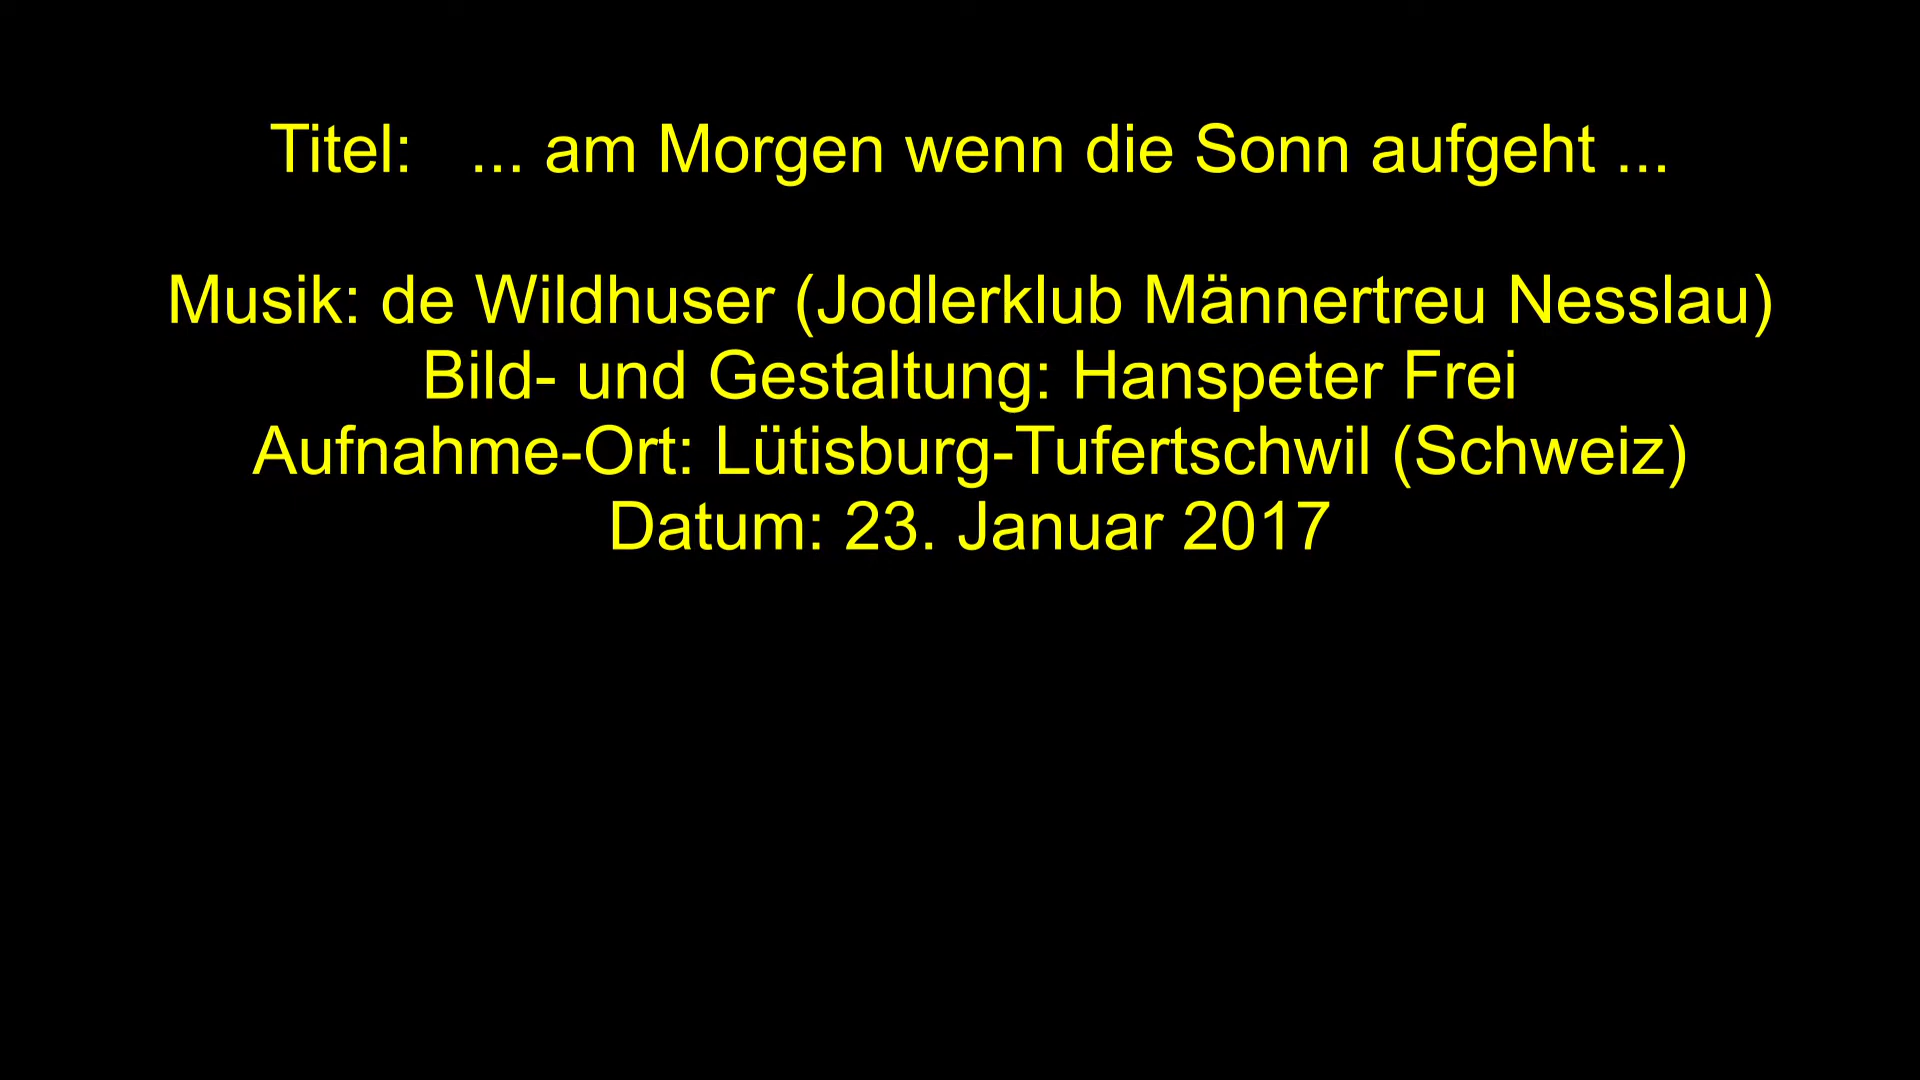 Titel: ... am Morgen wenn die Sonn aufgeht ...
Musik: de Wildhuser (Jodlerklub Männertreu Nesslau)
Bild- und Gestaltung: Hanspeter Frei
Aufnahme-Ort: Lütisburg-Tufertschwil (Schweiz)
Datum: 23. Januar 2017